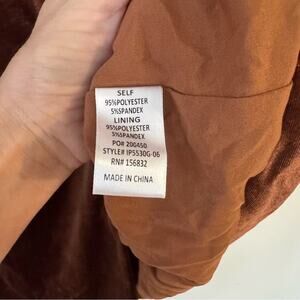 SELF
95%POLYESTER
5%SPANDEX
LINING
95%POLYESTER
5%SPANDEX
PO# 20G450
STYLE# IP5530G-06
RN# 156832
MADE IN CHINA